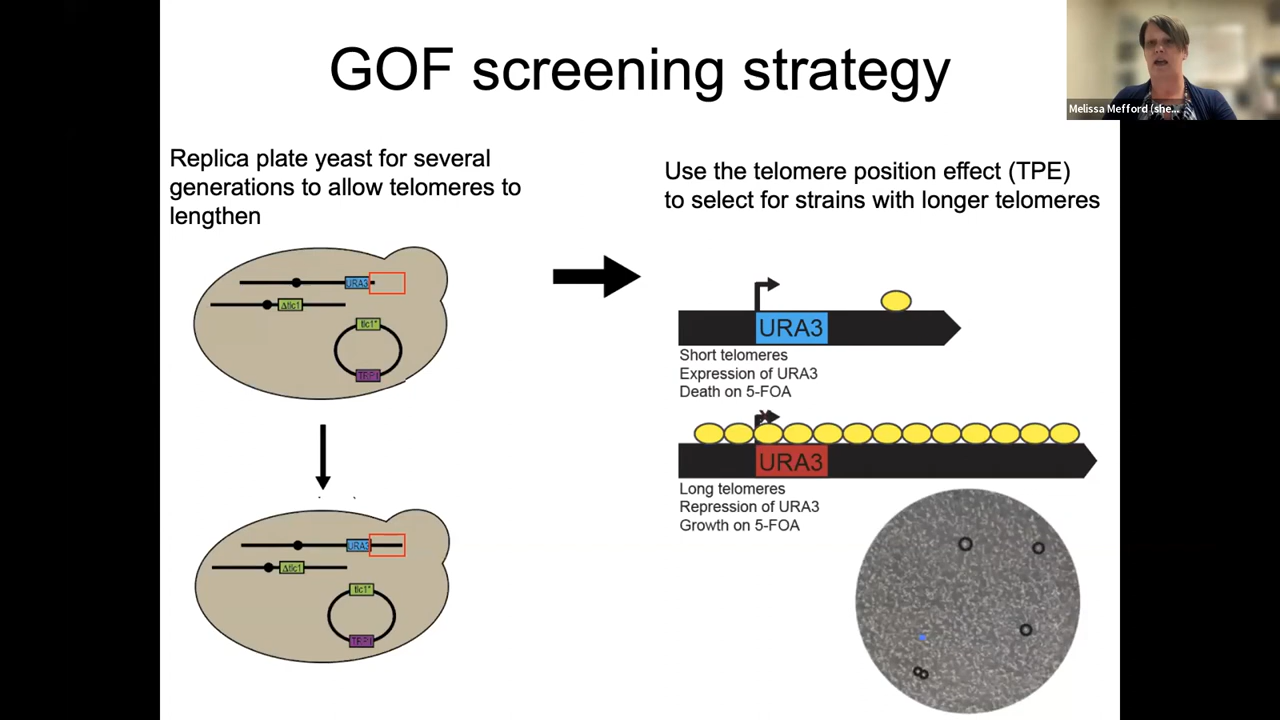 GOF screening strategy
Melissa Mefford (she...
Replica plate yeast for several
generations to allow telomeres to
lengthen
Use the telomere position effect (TPE)
to select for strains with longer telomeres
URA3
Δtlc1
tlc1*
TRP1
URA3
Short telomeres
Expression of URA3
Death on 5-FOA
URA3
Long telomeres
Repression of URA3
Growth on 5-FOA
URA3
Δtlc1
tlc1*
TRP1